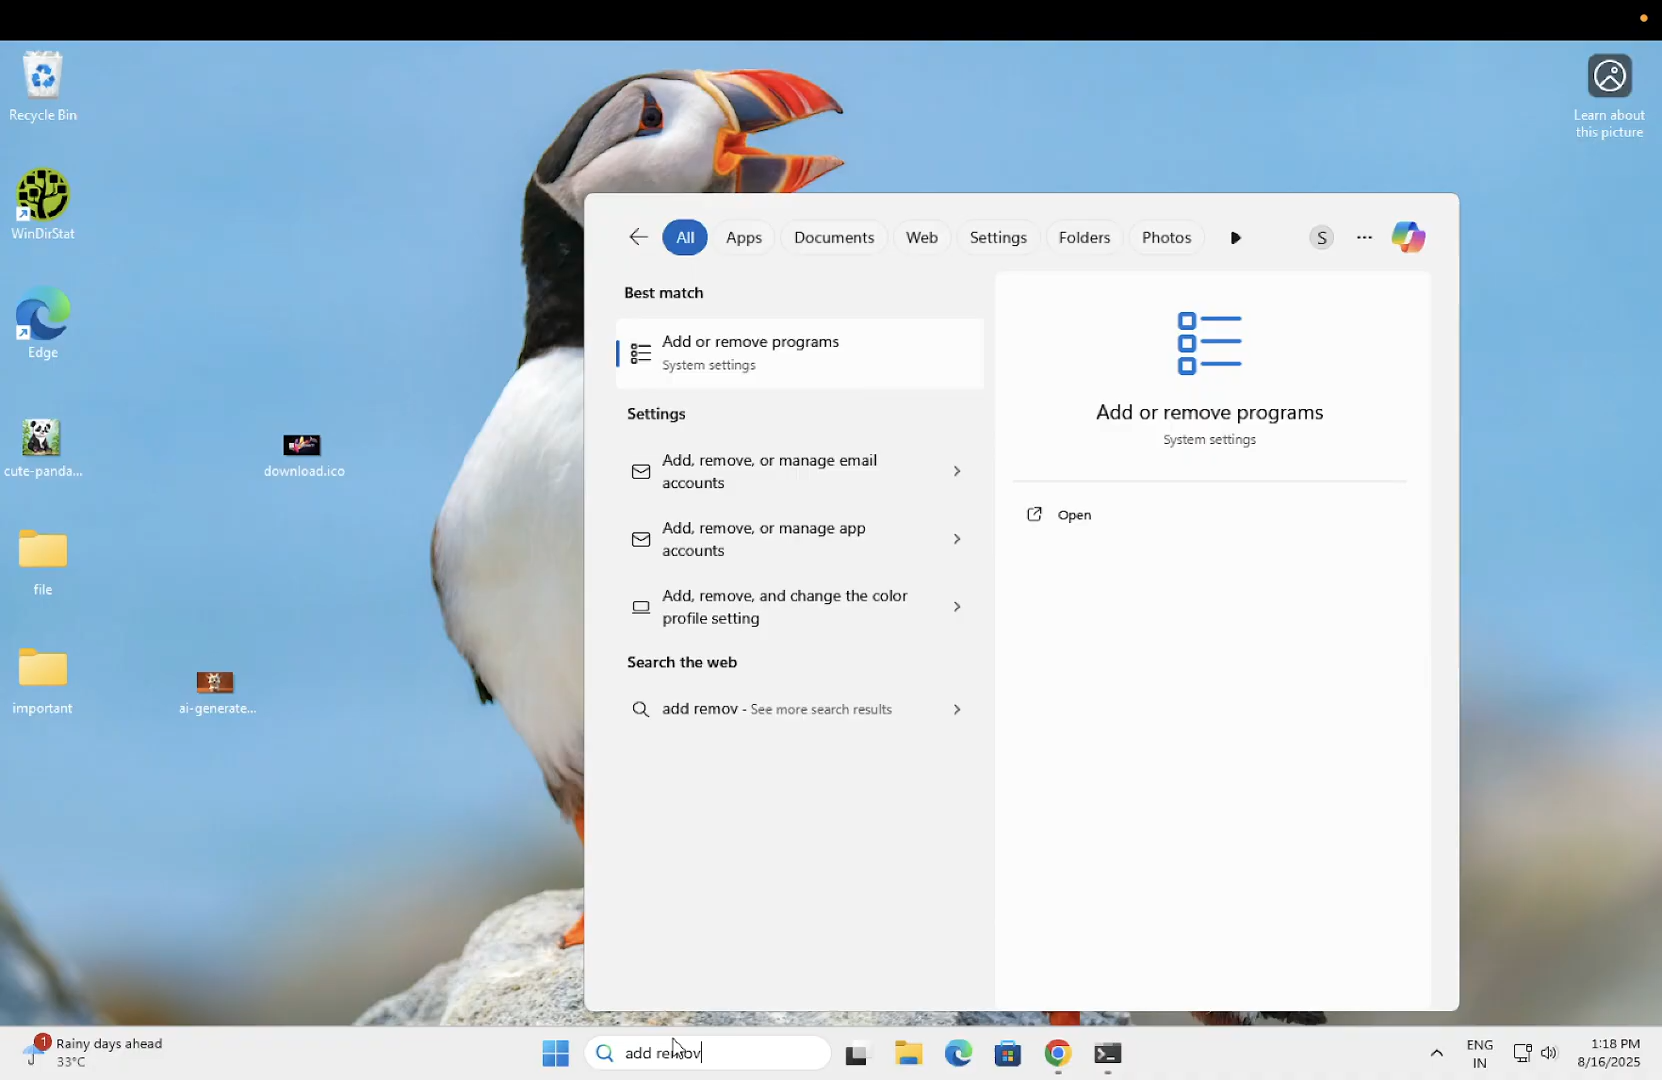 Recycle Bin
WinDirStat
Edge
cute-panda...
download.ico
file
important
ai-generate...
Learn about
this picture
All
Apps
Documents
Web
Settings
Folders
Photos
S
Best match
Add or remove programs
System settings
Settings
Add, remove, or manage email
accounts
Add, remove, or manage app
accounts
Add, remove, and change the color
profile setting
Search the web
add remov - See more search results
Add or remove programs
System settings
Open
1
Rainy days ahead
33°C
add remov
ENG
IN
1:18 PM
8/16/2025